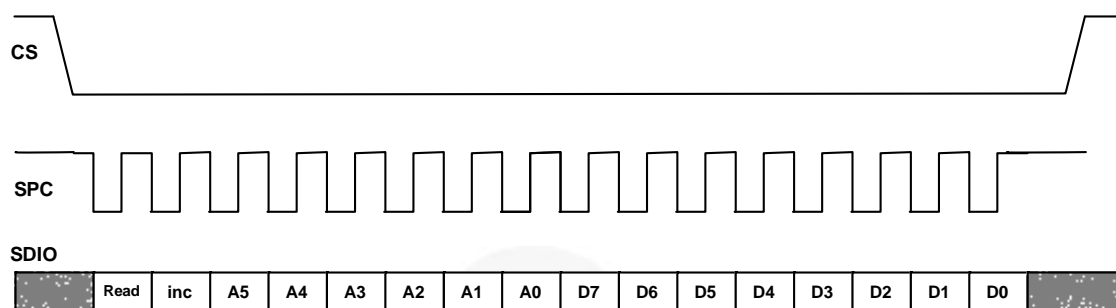 CS
SPC
SDIO
Read inc A5 A4 A3 A2 A1 A0 D7 D6 D5 D4 D3 D2 D1 D0